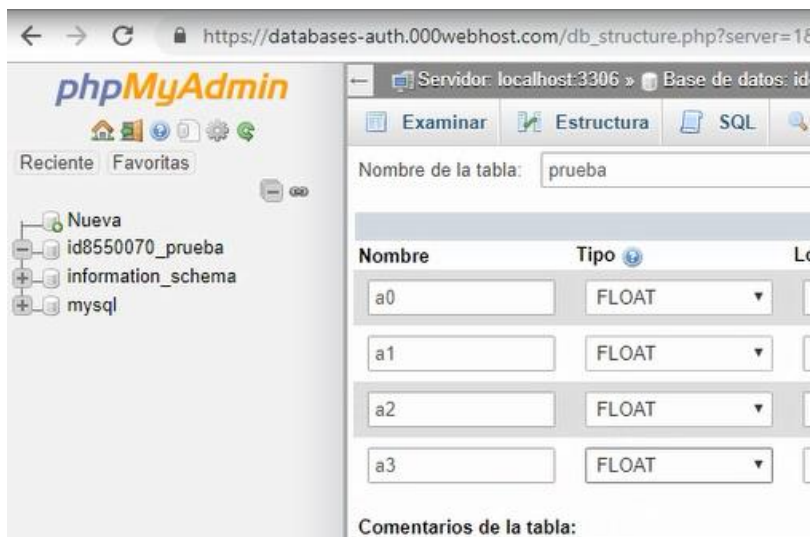 https://databases-auth.000webhost.com/db_structure.php?server=18
phpMyAdmin
Reciente Favoritas
Nueva
id8550070_prueba
information_schema
mysql
Servidor: localhost:3306 » Base de datos: id
Examinar Estructura SQL
Nombre de la tabla: prueba
Nombre Tipo Lo
a0 FLOAT
a1 FLOAT
a2 FLOAT
a3 FLOAT
Comentarios de la tabla: